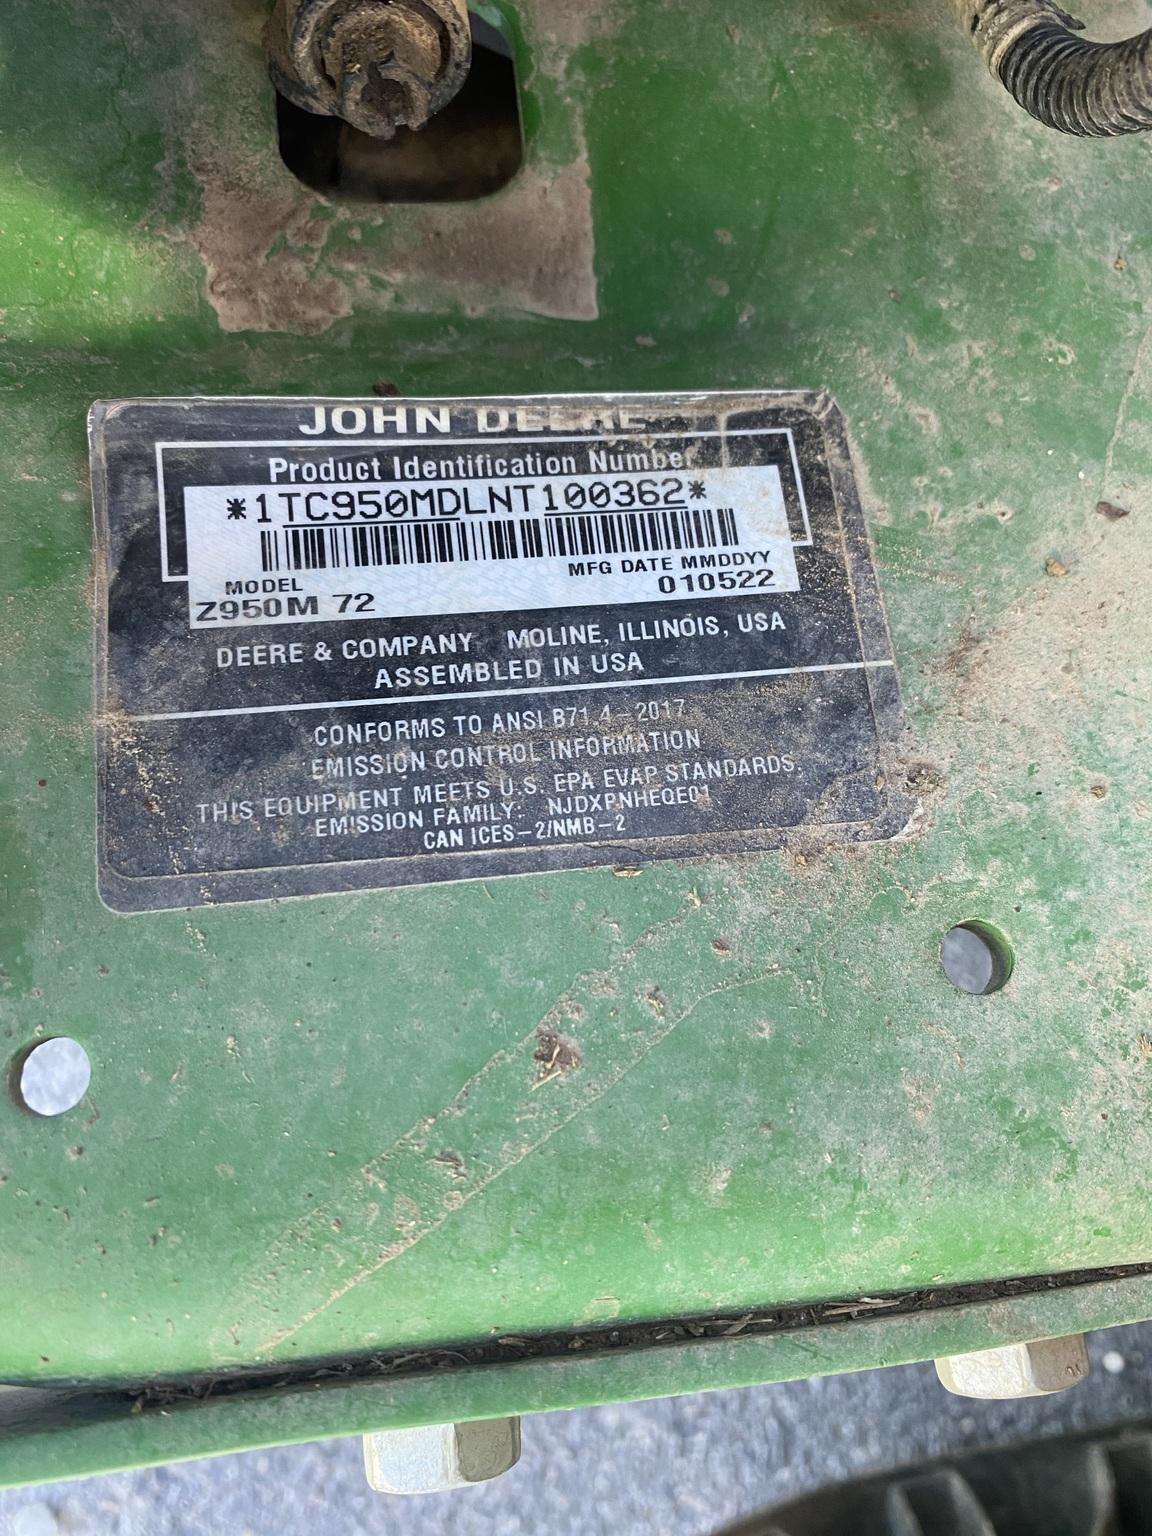 JOHN DEERE
Product Identification Number
*1TC950MDLNT100362*
MFG DATE MMDDYY
010522
MODEL
Z950M 72
DEERE & COMPANY MOLINE, ILLINOIS, USA
ASSEMBLED IN USA
CONFORMS TO ANSI B71.4-2017
EMISSION CONTROL INFORMATION
THIS EQUIPMENT MEETS U.S. EPA EVAP STANDARDS.
EMISSION FAMILY: NJDXPNHEQE01
CAN ICES-2/NMB-2